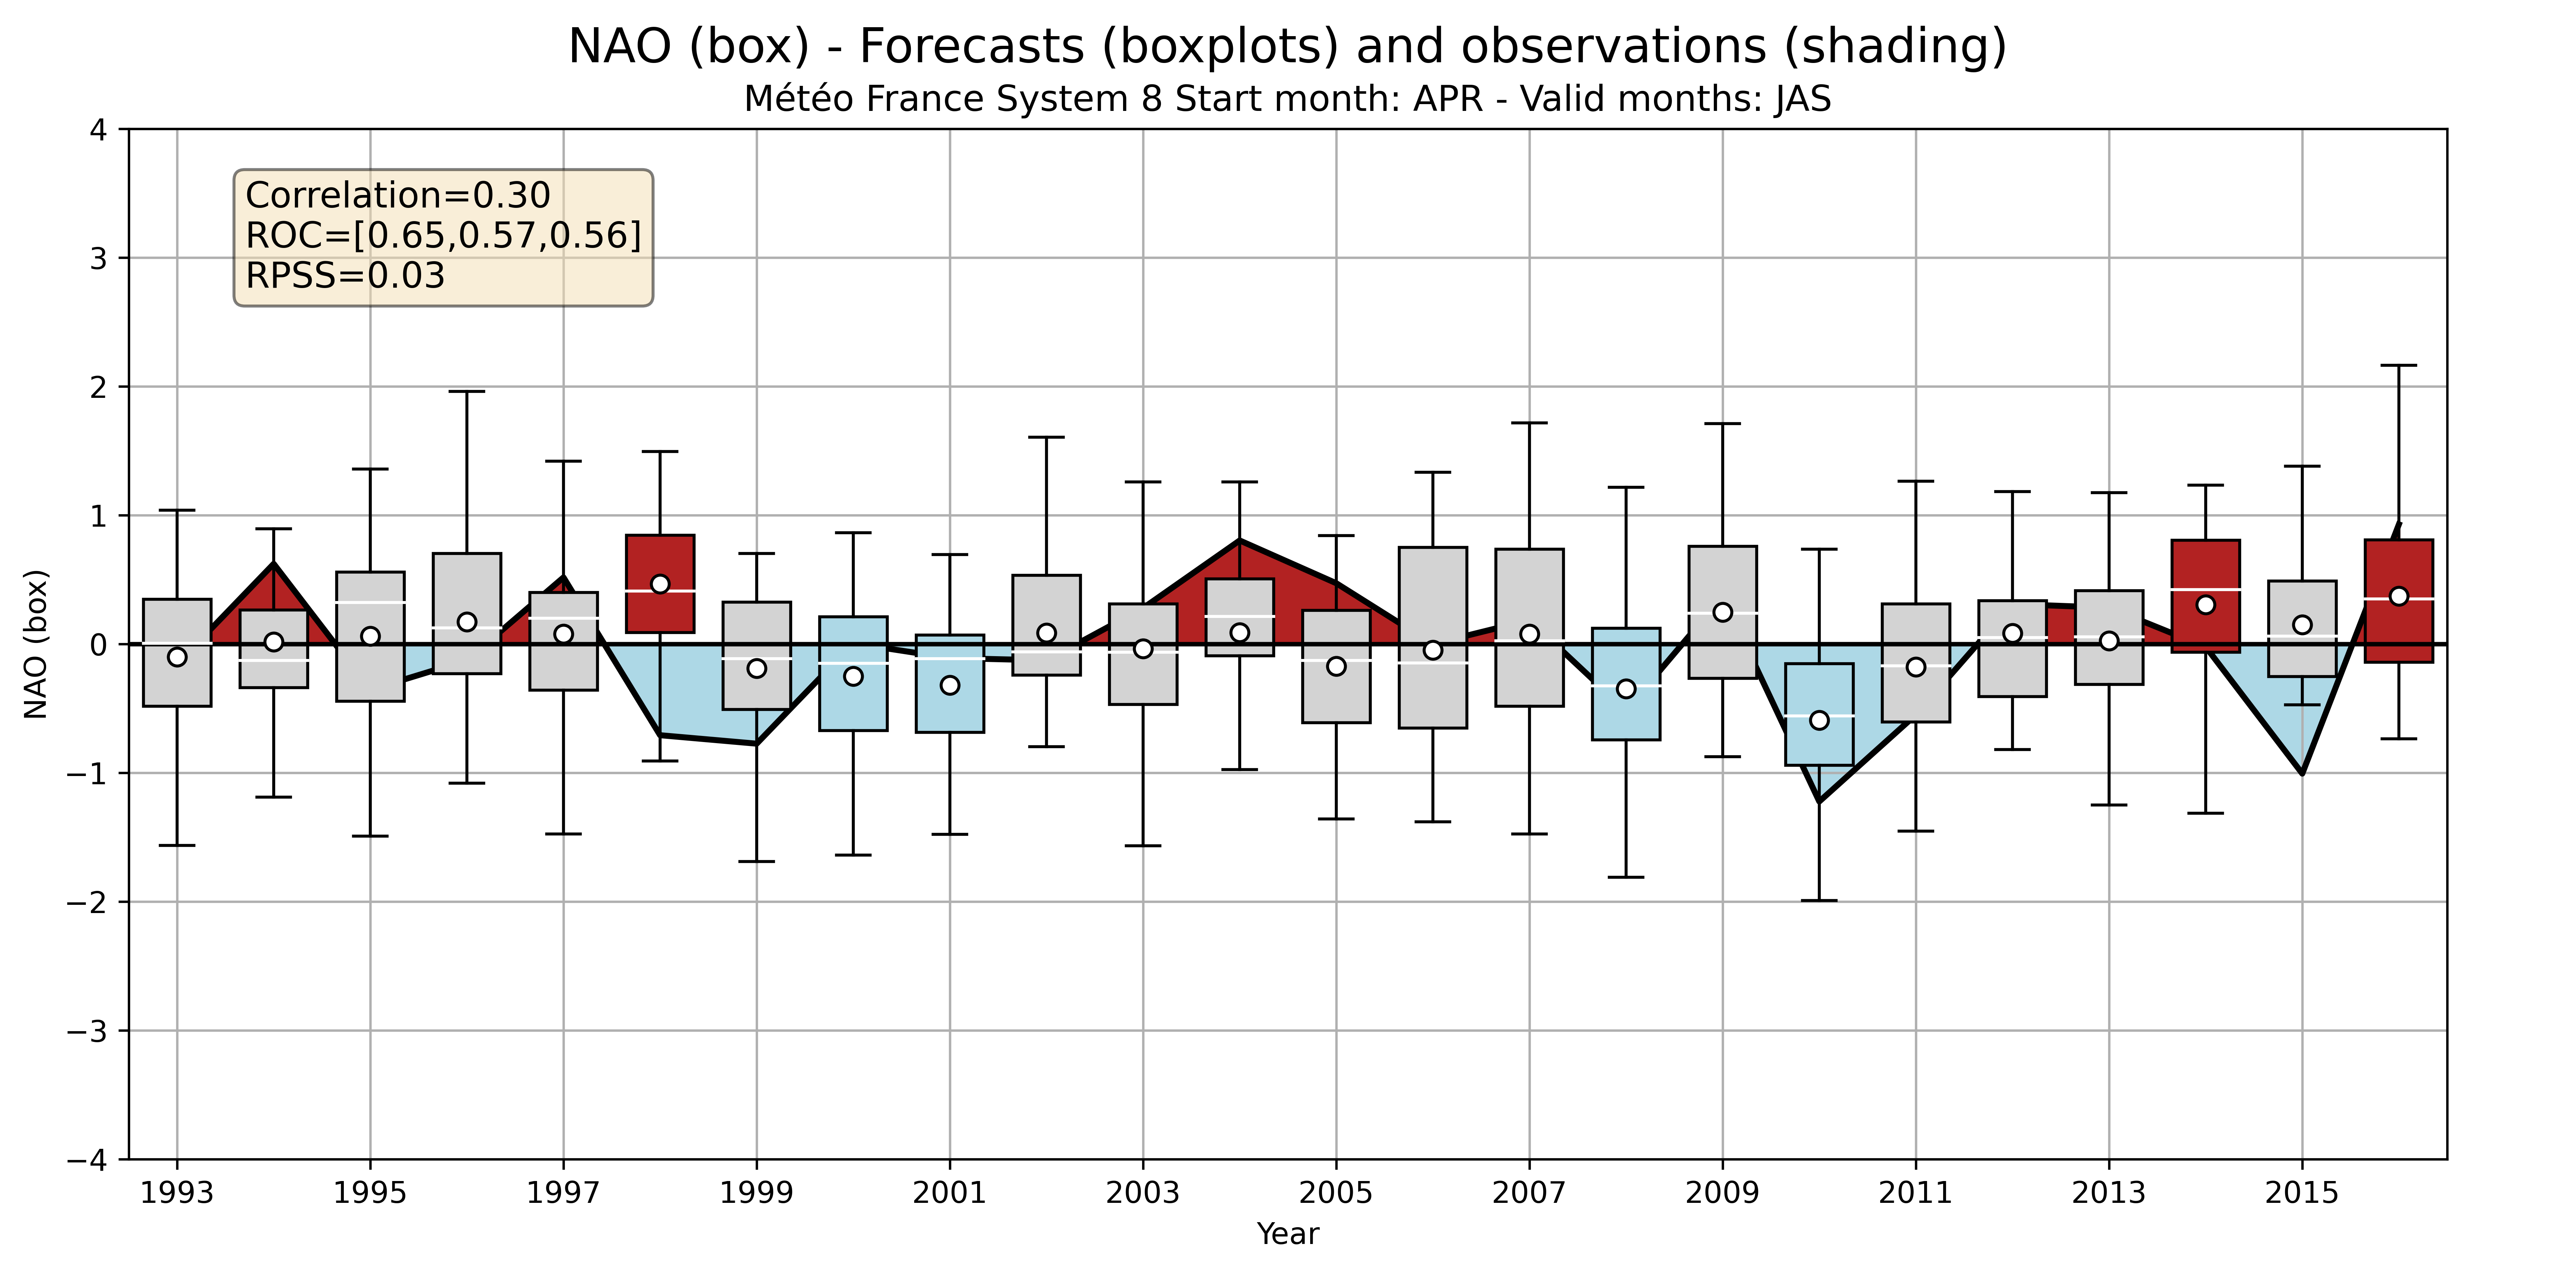 NAO (box) - Forecasts (boxplots) and observations (shading)
Météo France System 8 Start month: APR - Valid months: JAS
Correlation=0.30
ROC=[0.65,0.57,0.56]
RPSS=0.03
NAO (box)
4
3
2
1
0
−1
−2
−3
−4
1993 1995 1997 1999 2001 2003 2005 2007 2009 2011 2013 2015
Year